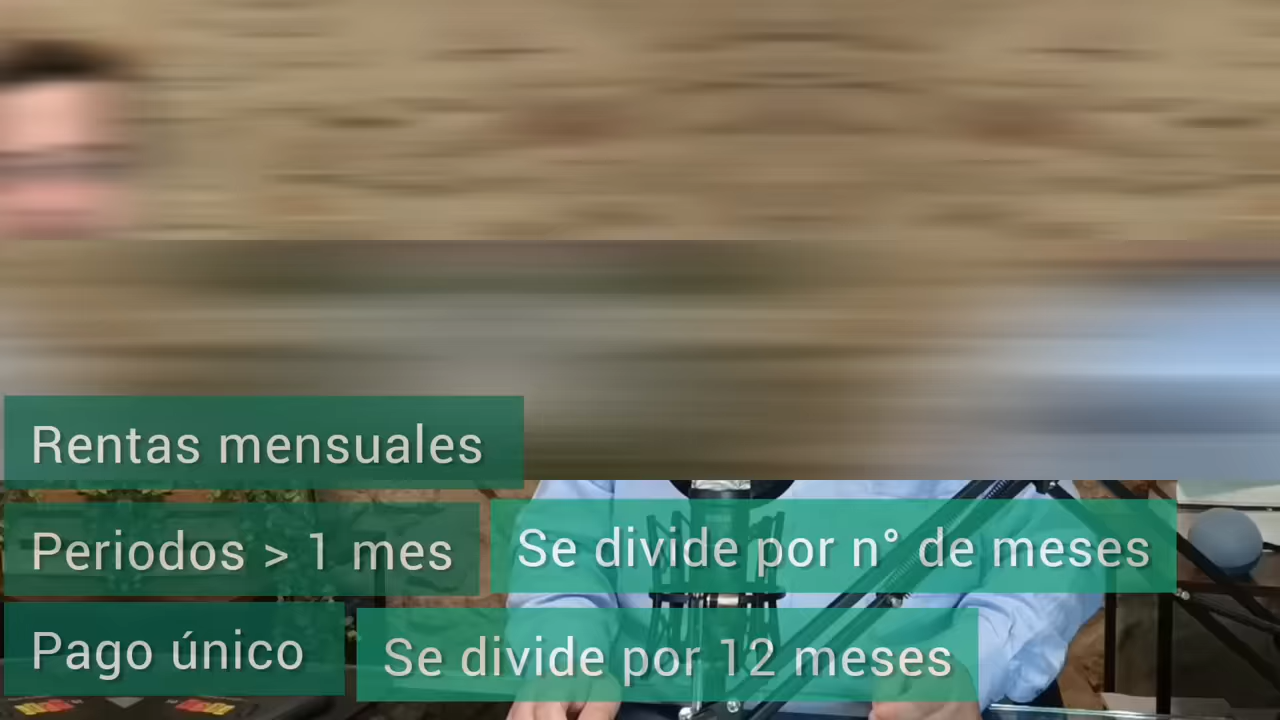 Rentas mensuales
Periodos > 1 mes
Se divide por n° de meses
Pago único
Se divide por 12 meses